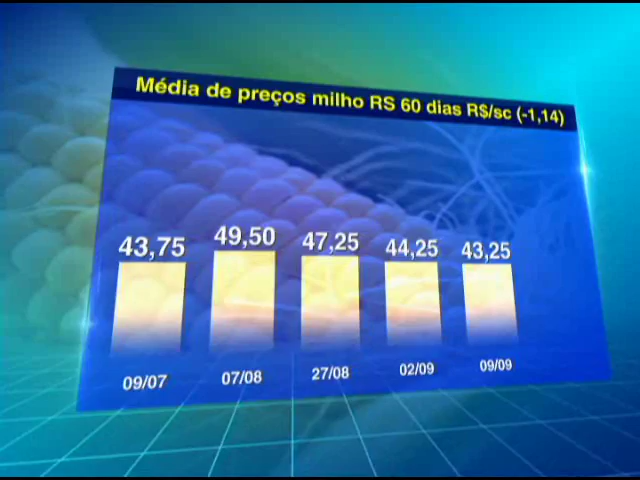 Média de preços milho RS 60 dias R$/sc (-1,14)
43,75 49,50 47,25 44,25 43,25
09/07 07/08 27/08 02/09 09/09